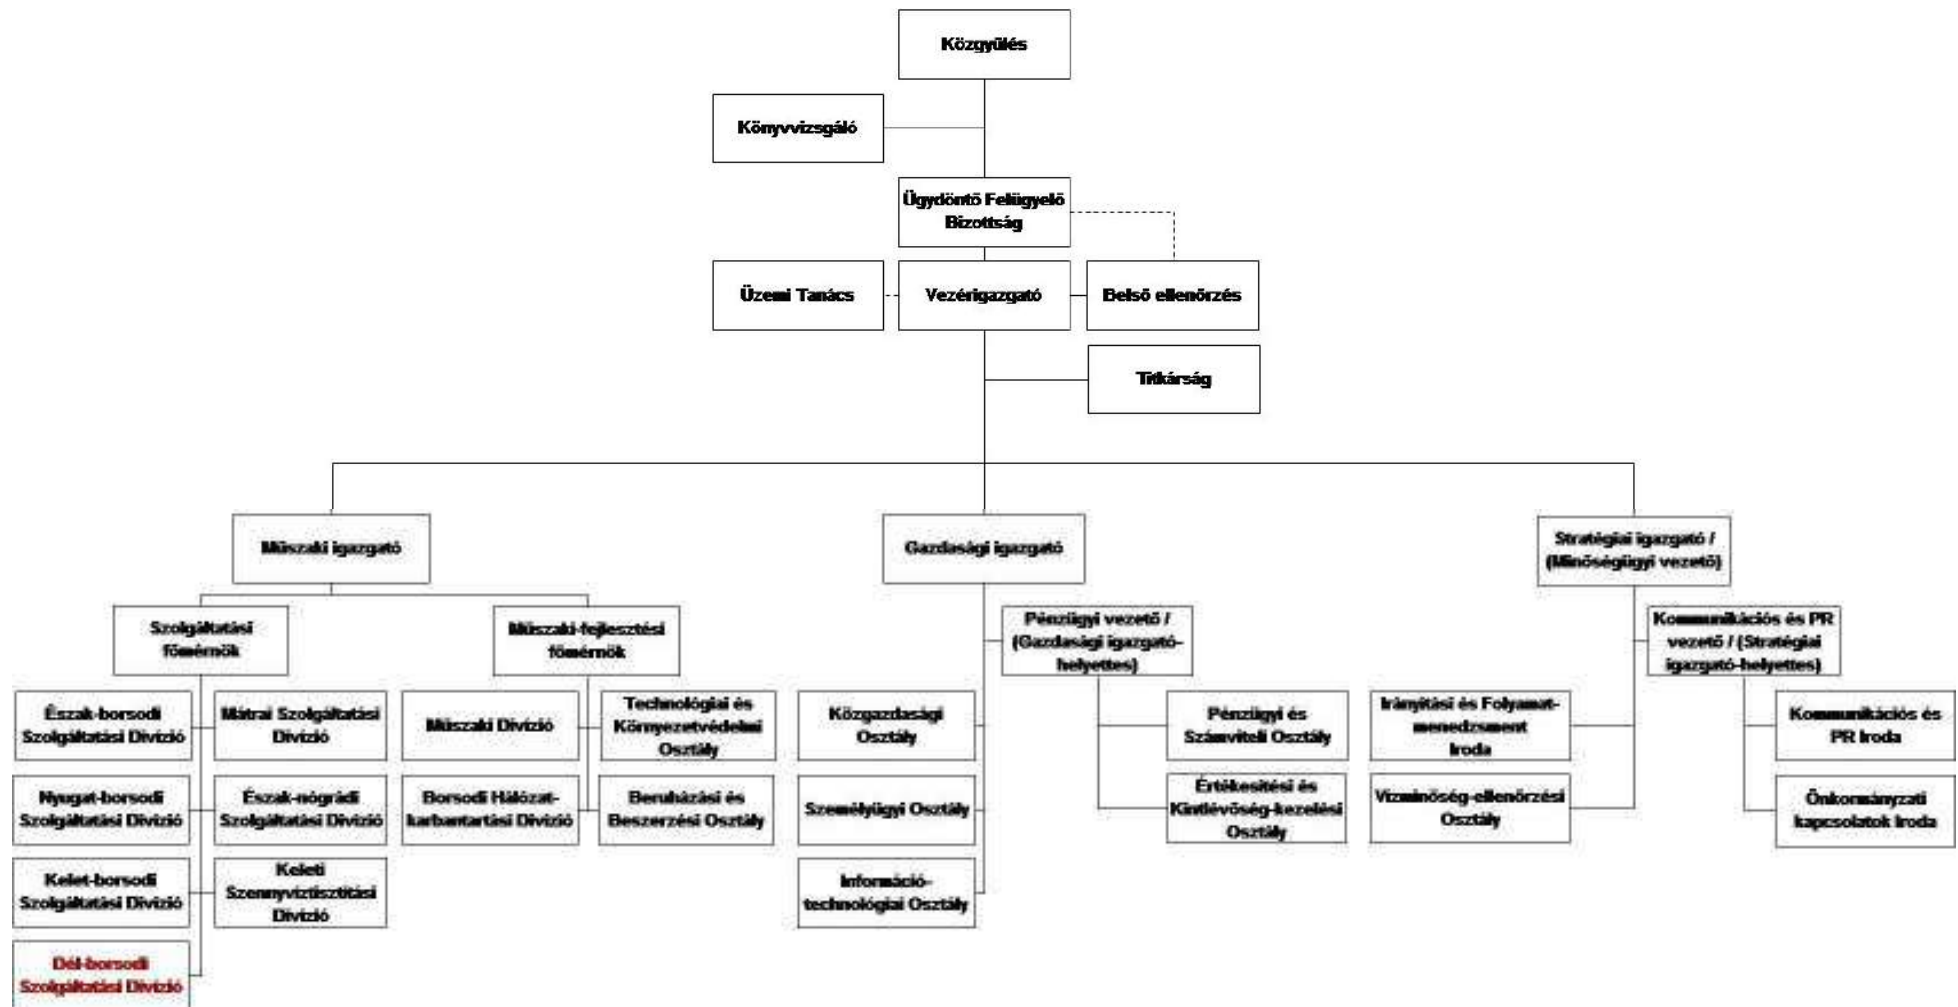 Közgyűlés
Könyvvizsgáló
Ügydöntő Felügyelő
Bizottság
Üzemi Tanács
Vezérigazgató
Belső ellenőrzés
Titkárság
Műszaki igazgató
Gazdasági igazgató
Stratégiai igazgató /
(Minőségügyi vezető)
Szolgáltatási
főmérnök
Műszaki-fejlesztési
főmérnök
Pénzügyi vezető /
(Gazdasági igazgató-
helyettes)
Kommunikációs és PR
vezető / (Stratégiai
igazgató-helyettes)
Észak-borsodi
Szolgáltatási Divízió
Mátrai Szolgáltatási
Divízió
Műszaki Divízió
Technológiai és
Környezetvédelmi
Osztály
Közgazdasági
Osztály
Pénzügyi és
Számviteli Osztály
Irányítási és Folyamat-
menedzsment
Iroda
Kommunikációs és
PR Iroda
Nyugat-borsodi
Szolgáltatási Divízió
Észak-nógrádi
Szolgáltatási Divízió
Borsodi Hálózat-
karbantartási Divízió
Beruházási és
Beszerzési Osztály
Személyügyi Osztály
Értékesítési és
Kintlévőség-kezelési
Osztály
Vízminőség-ellenőrzési
Osztály
Önkormányzati
kapcsolatok Iroda
Kelet-borsodi
Szolgáltatási Divízió
Keleti
Szennyvíztisztítási
Divízió
Információ-
technológiai Osztály
Dél-borsodi
Szolgáltatási Divízió